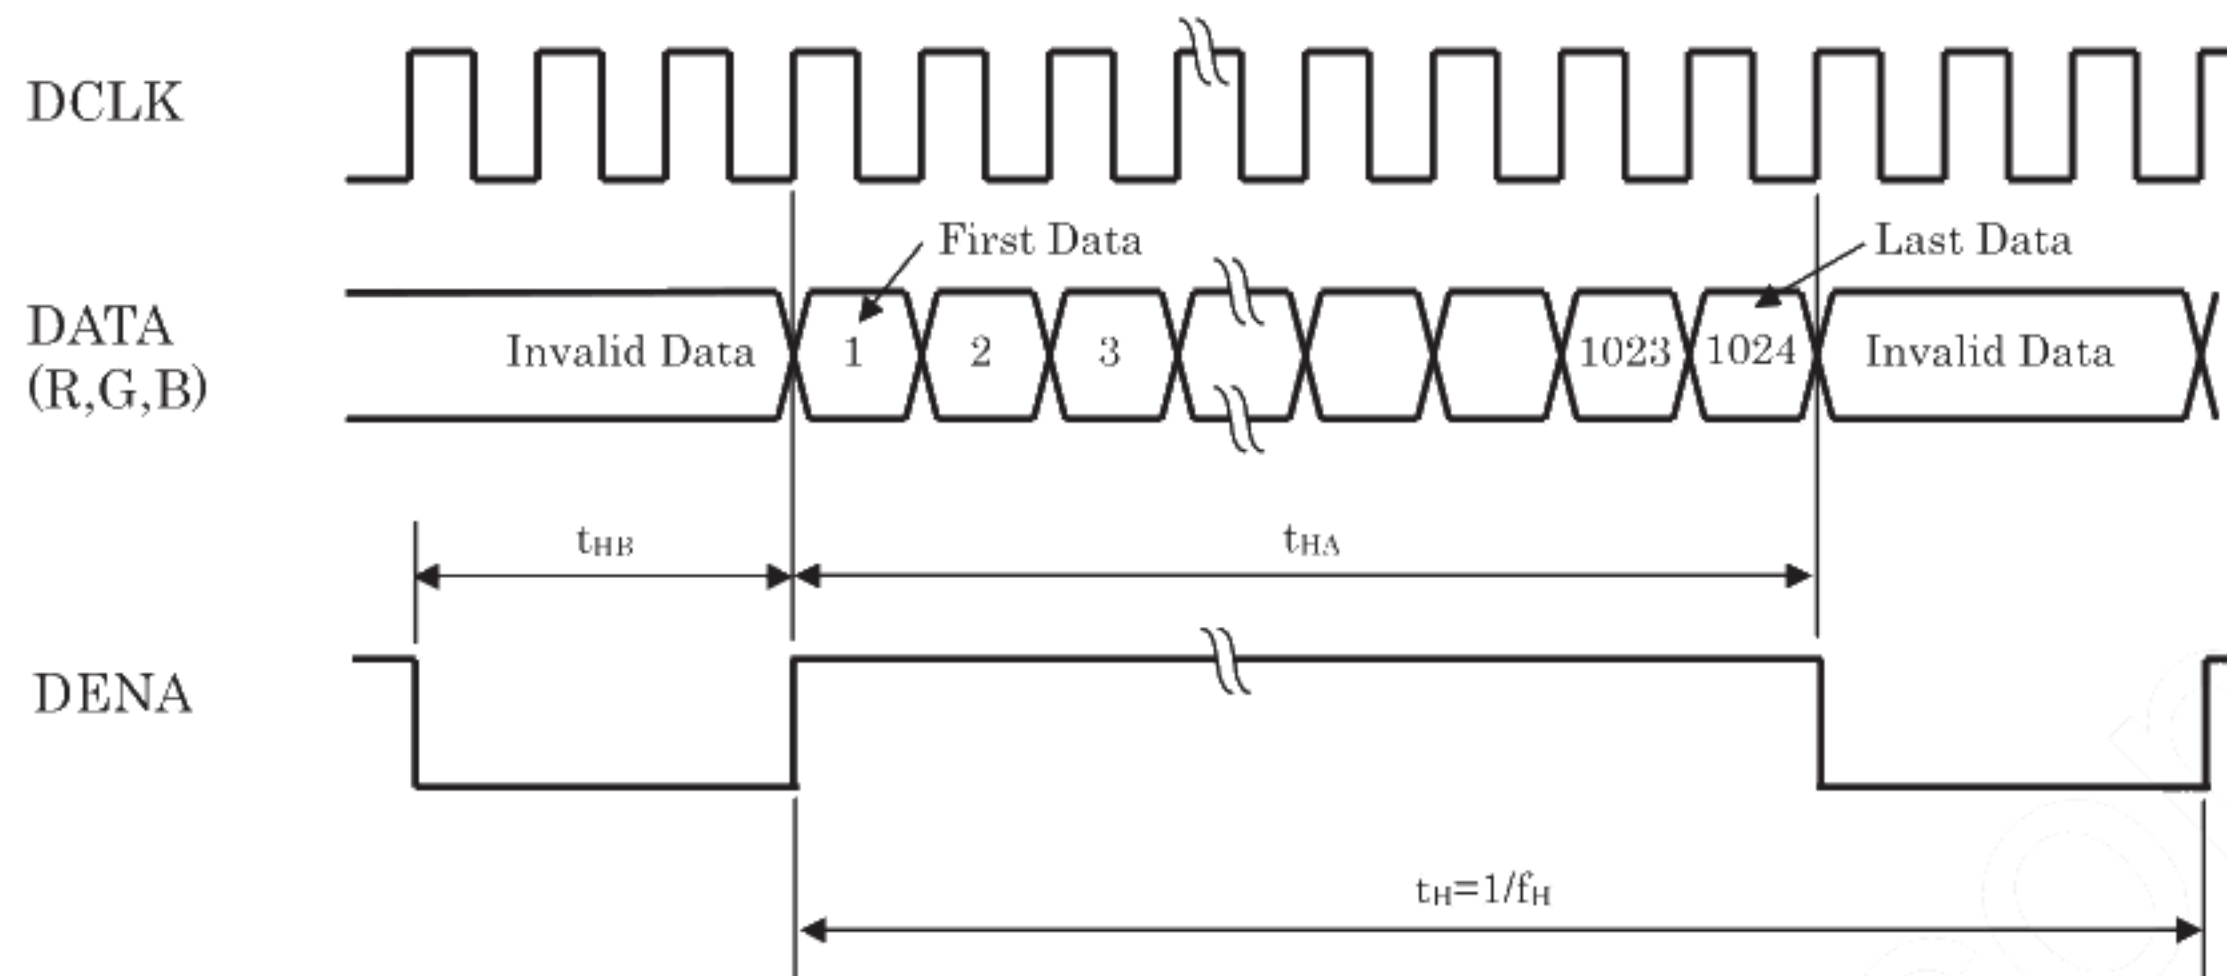 DCLK
First Data
Last Data
DATA
(R,G,B)
Invalid Data
1
2
3
1023
1024
Invalid Data
tHB
tHA
DENA
tH=1/fH